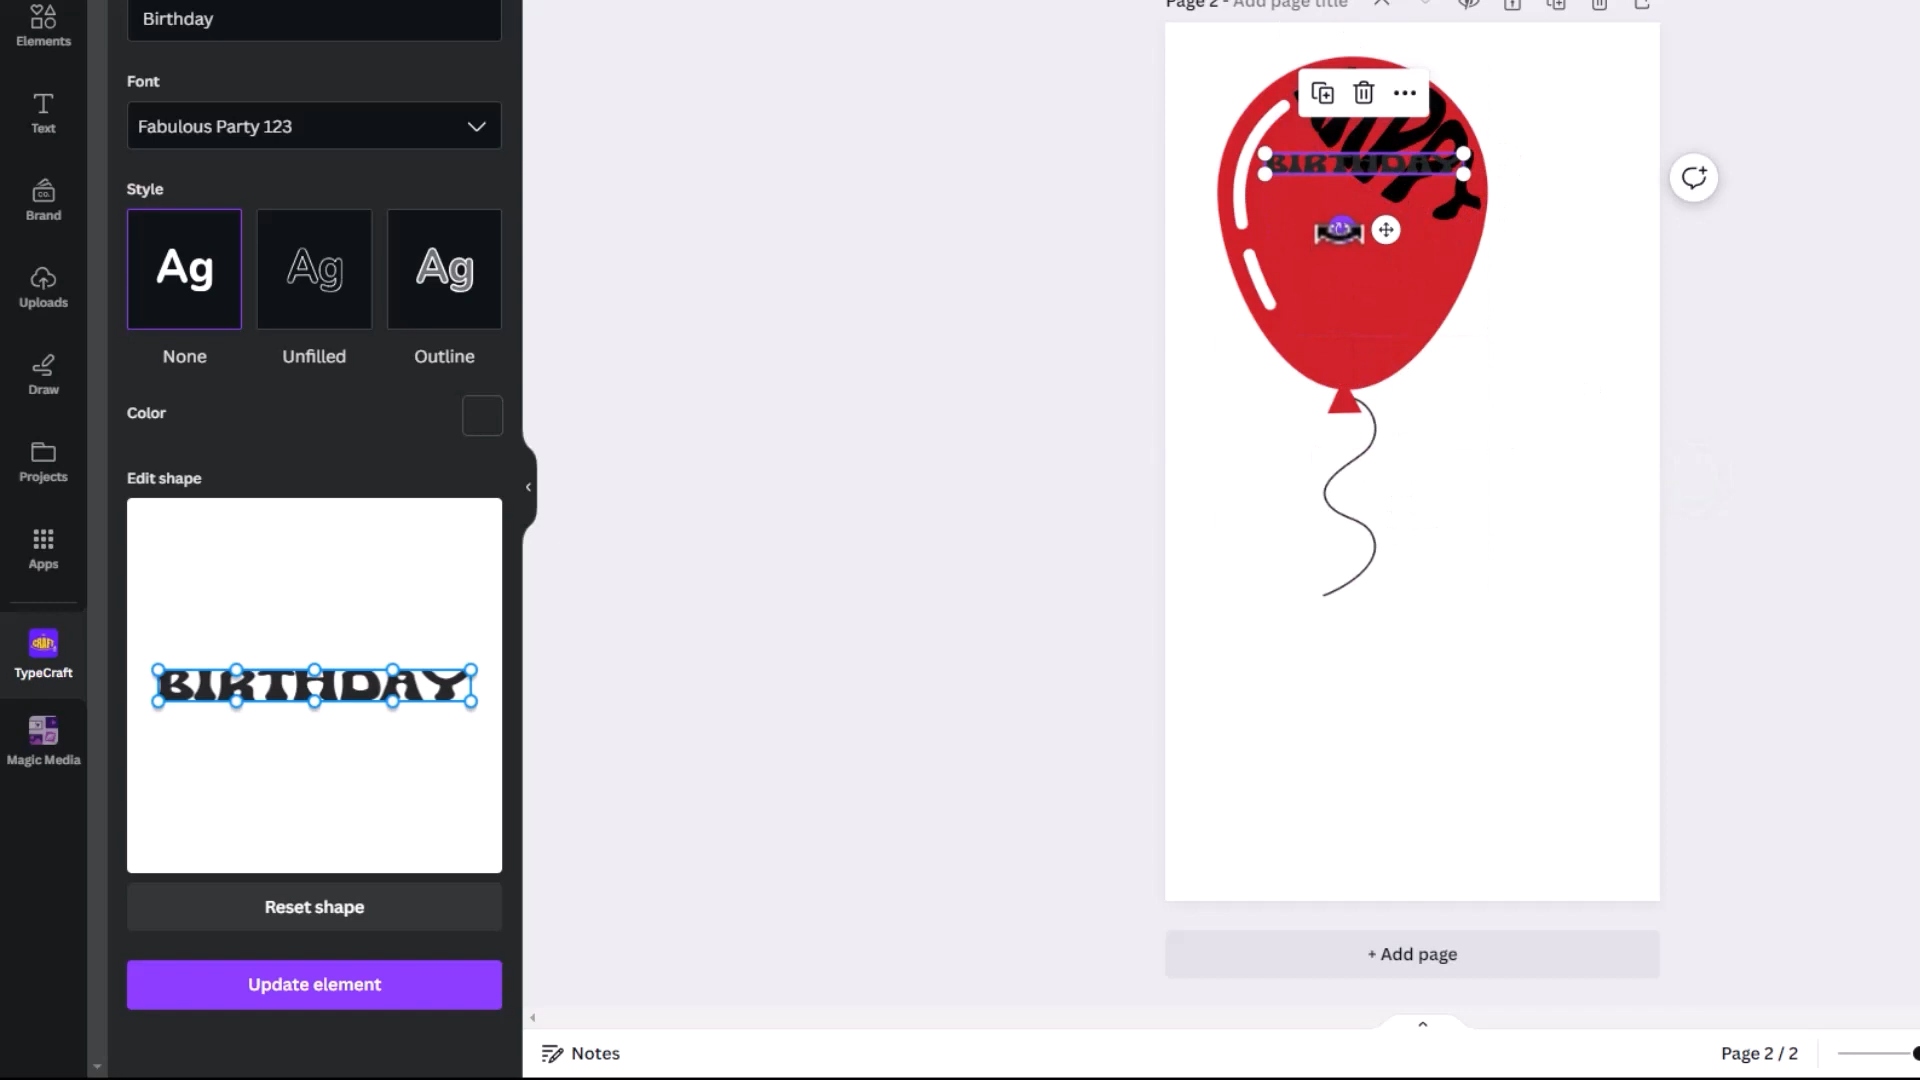 Elements
Text
Brand
Uploads
Draw
Projects
Apps
TypeCraft
Magic Media
Birthday
Font
Fabulous Party 123
Style
Ag Ag Ag
None Unfilled Outline
Color
Edit shape
BIRTHDAY
Reset shape
Update element
Page 2 - Add page title
BIRTHDAY
+ Add page
Notes
Page 2 / 2